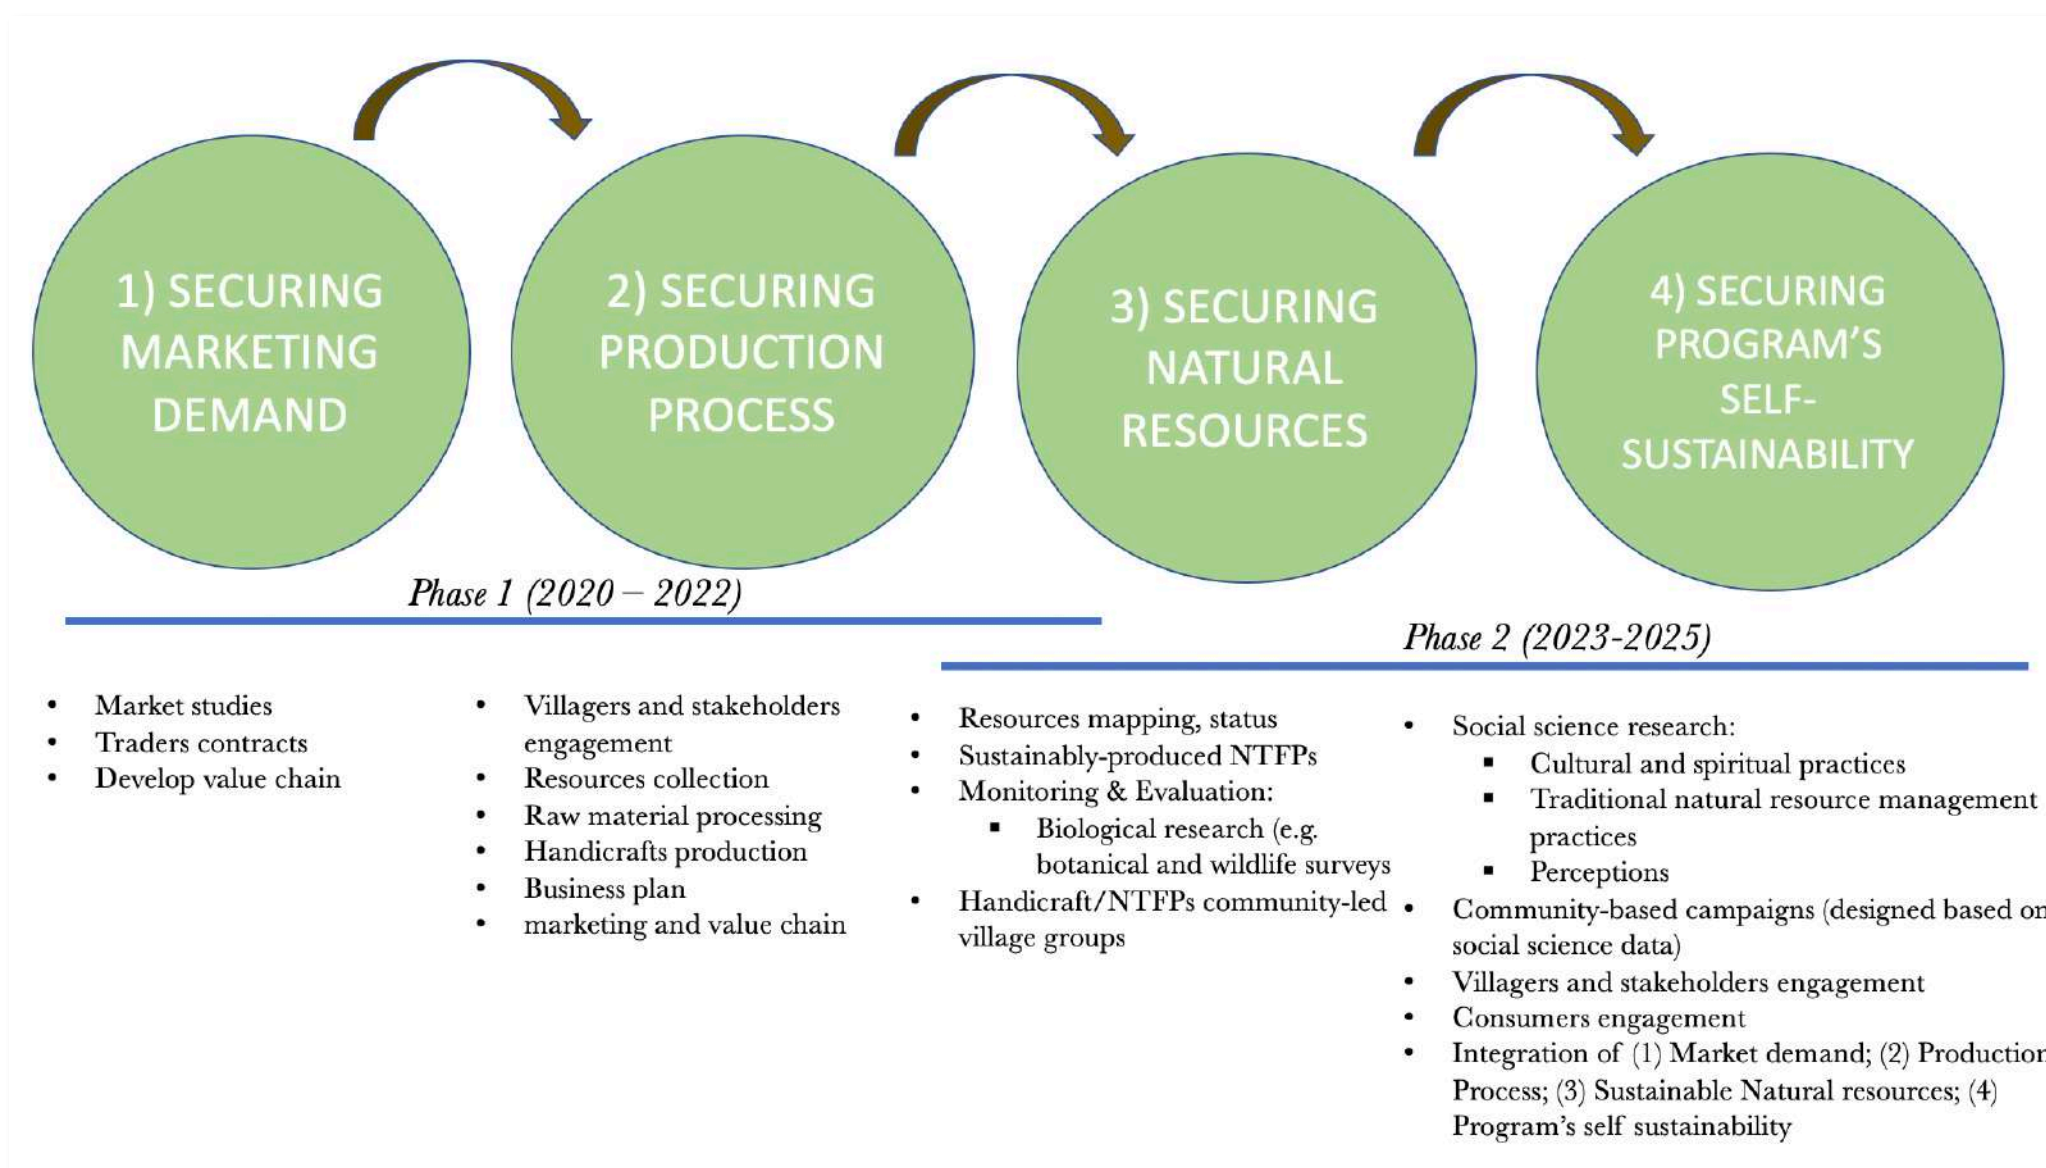 1) SECURING
MARKETING
DEMAND
2) SECURING
PRODUCTION
PROCESS
3) SECURING
NATURAL
RESOURCES
4) SECURING
PROGRAM’S
SELF-
SUSTAINABILITY
Phase 1 (2020 – 2022)
Phase 2 (2023-2025)
• Market studies
• Traders contracts
• Develop value chain
• Villagers and stakeholders
engagement
• Resources collection
• Raw material processing
• Handicrafts production
• Business plan
• marketing and value chain
• Resources mapping, status
• Sustainably-produced NTFPs
• Monitoring & Evaluation:
▪ Biological research (e.g.
botanical and wildlife surveys
• Handicraft/NTFPs community-led
village groups
• Social science research:
▪ Cultural and spiritual practices
▪ Traditional natural resource management
practices
▪ Perceptions
• Community-based campaigns (designed based on
social science data)
• Villagers and stakeholders engagement
• Consumers engagement
• Integration of (1) Market demand; (2) Production
Process; (3) Sustainable Natural resources; (4)
Program’s self sustainability